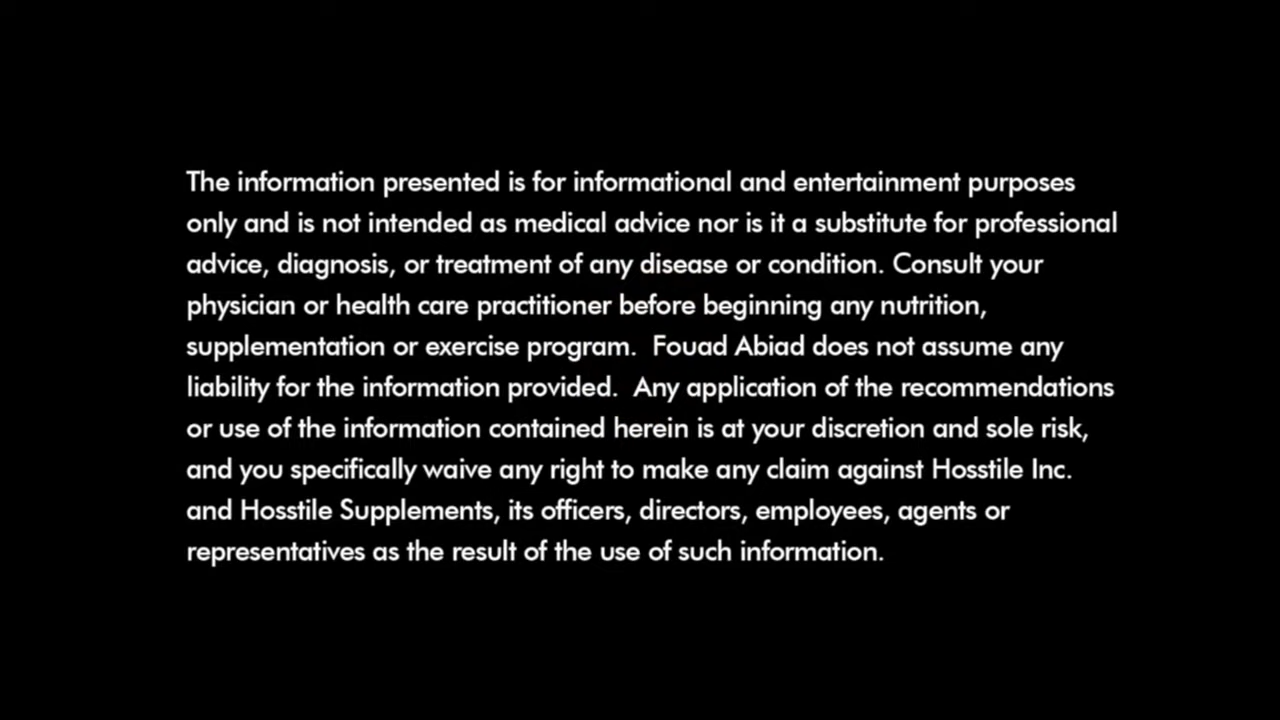 The information presented is for informational and entertainment purposes
only and is not intended as medical advice nor is it a substitute for professional
advice, diagnosis, or treatment of any disease or condition. Consult your
physician or health care practitioner before beginning any nutrition,
supplementation or exercise program.  Fouad Abiad does not assume any
liability for the information provided.  Any application of the recommendations
or use of the information contained herein is at your discretion and sole risk,
and you specifically waive any right to make any claim against Hosstile Inc.
and Hosstile Supplements, its officers, directors, employees, agents or
representatives as the result of the use of such information.